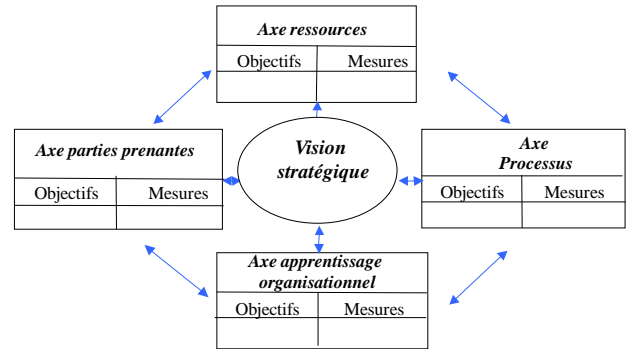 Axe ressources
Objectifs Mesures
Axe parties prenantes
Objectifs Mesures
Vision
stratégique
Axe
Processus
Objectifs Mesures
Axe apprentissage
organisationnel
Objectifs Mesures